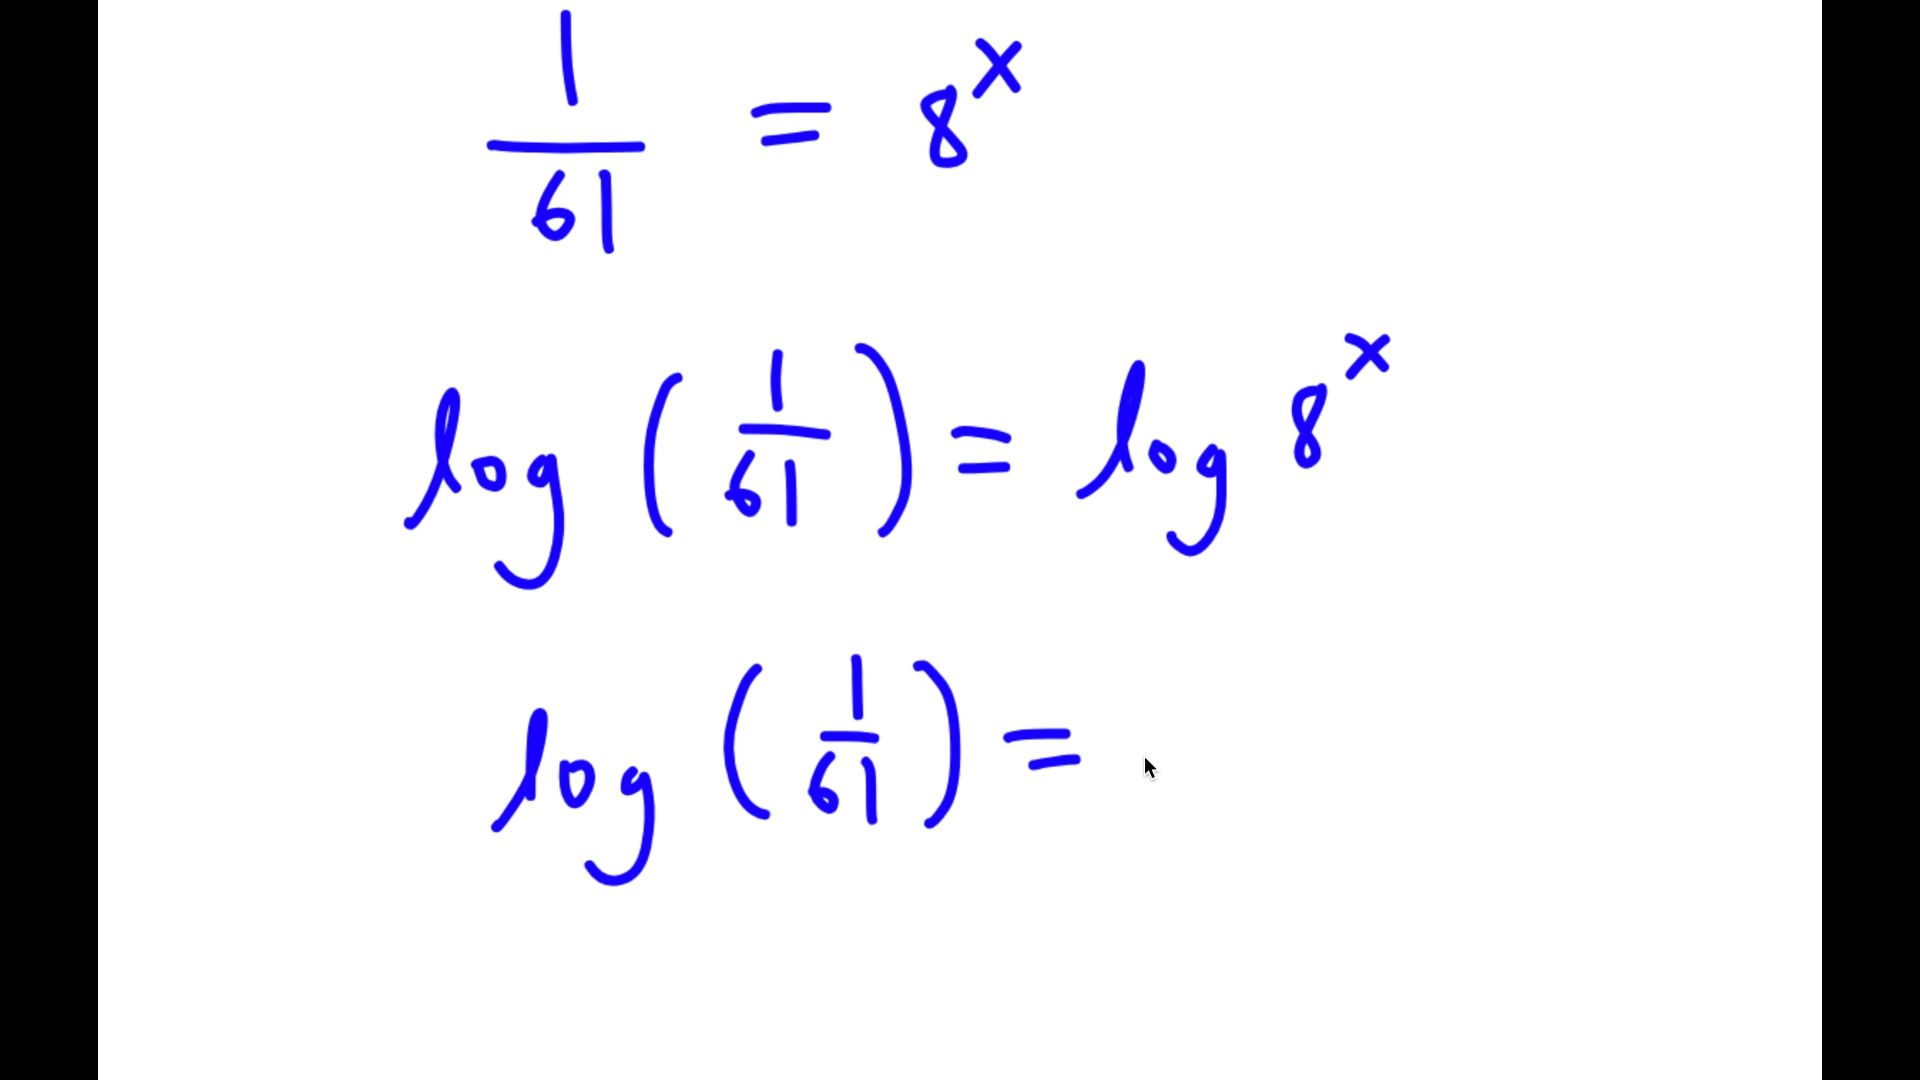 1/61 = 8^x
log (1/61) = log 8^x
log (1/61) =